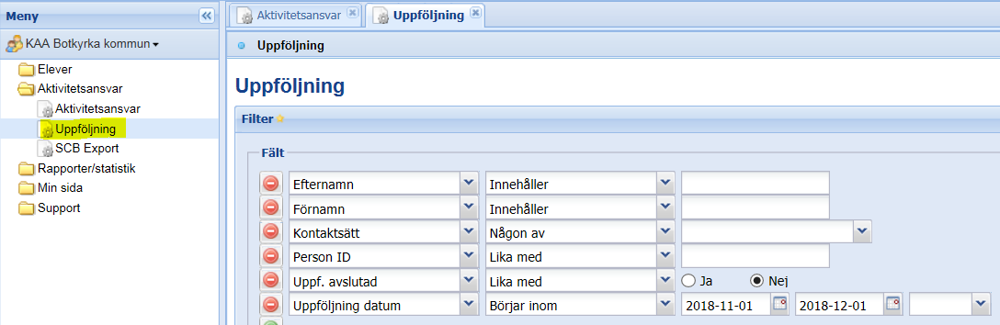 Meny
KAA Botkyrka kommun
Elever
Aktivitetsansvar
Aktivitetsansvar
Uppföljning
SCB Export
Rapporter/statistik
Min sida
Support
Aktivitetsansvar Uppföljning
Uppföljning
Uppföljning
Filter
Fält
Efternamn Innehåller
Förnamn Innehåller
Kontaktsätt Någon av
Person ID Lika med
Uppf. avslutad Lika med Ja Nej
Uppföljning datum Börjar inom 2018-11-01 2018-12-01